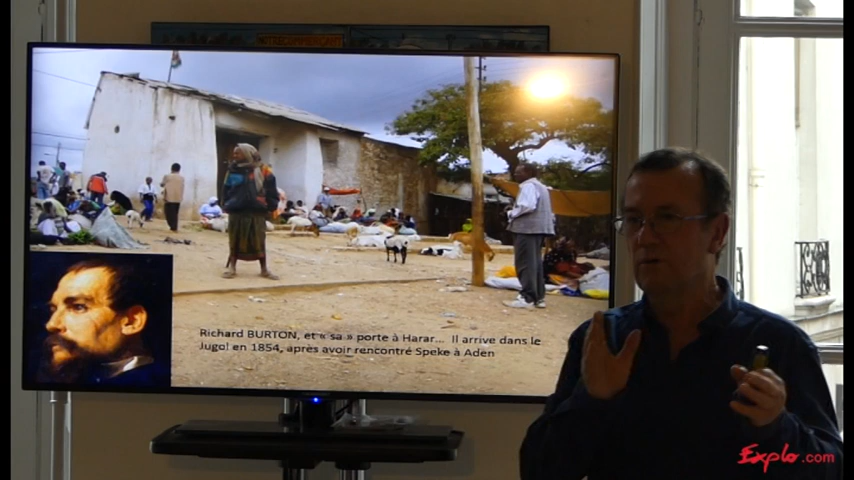 Richard BURTON, et « sa » porte à Harar... Il arrive dans le
Jugol en 1854, après avoir rencontré Speke à Aden
Explo.com